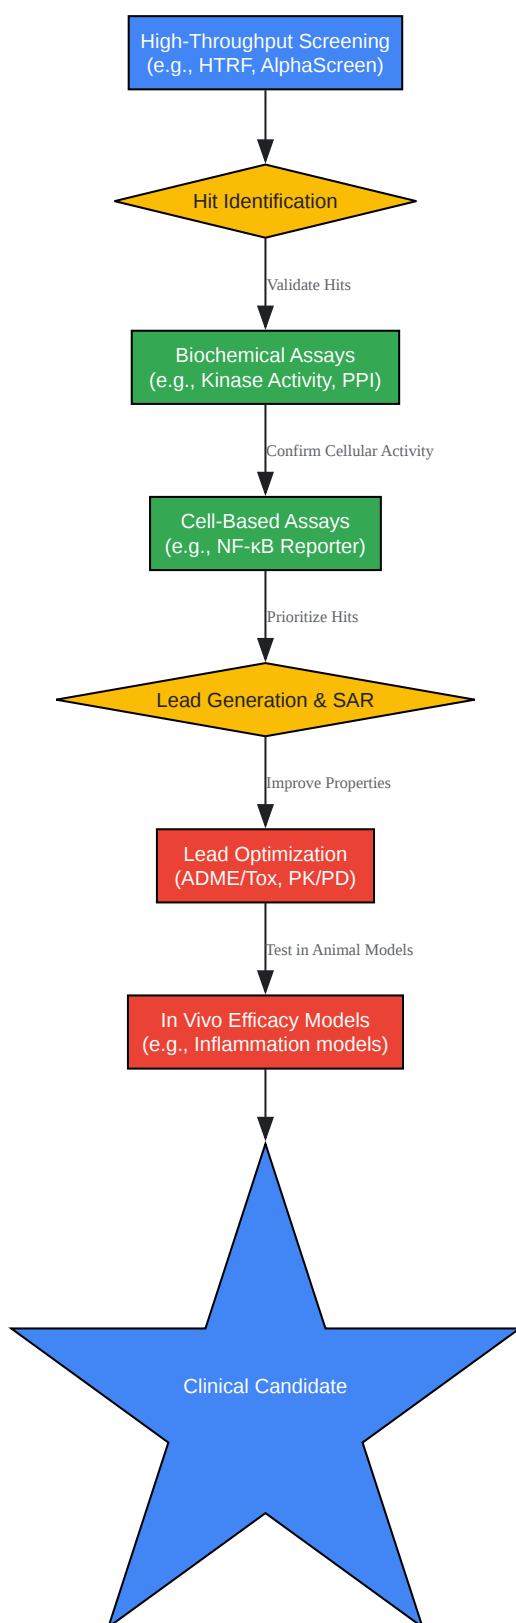 High-Throughput Screening
(e.g., HTRF, AlphaScreen)
Hit Identification
Validate Hits
Biochemical Assays
(e.g., Kinase Activity, PPI)
Confirm Cellular Activity
Cell-Based Assays
(e.g., NF-κB Reporter)
Prioritize Hits
Lead Generation & SAR
Improve Properties
Lead Optimization
(ADME/Tox, PK/PD)
Test in Animal Models
In Vivo Efficacy Models
(e.g., Inflammation models)
Clinical Candidate